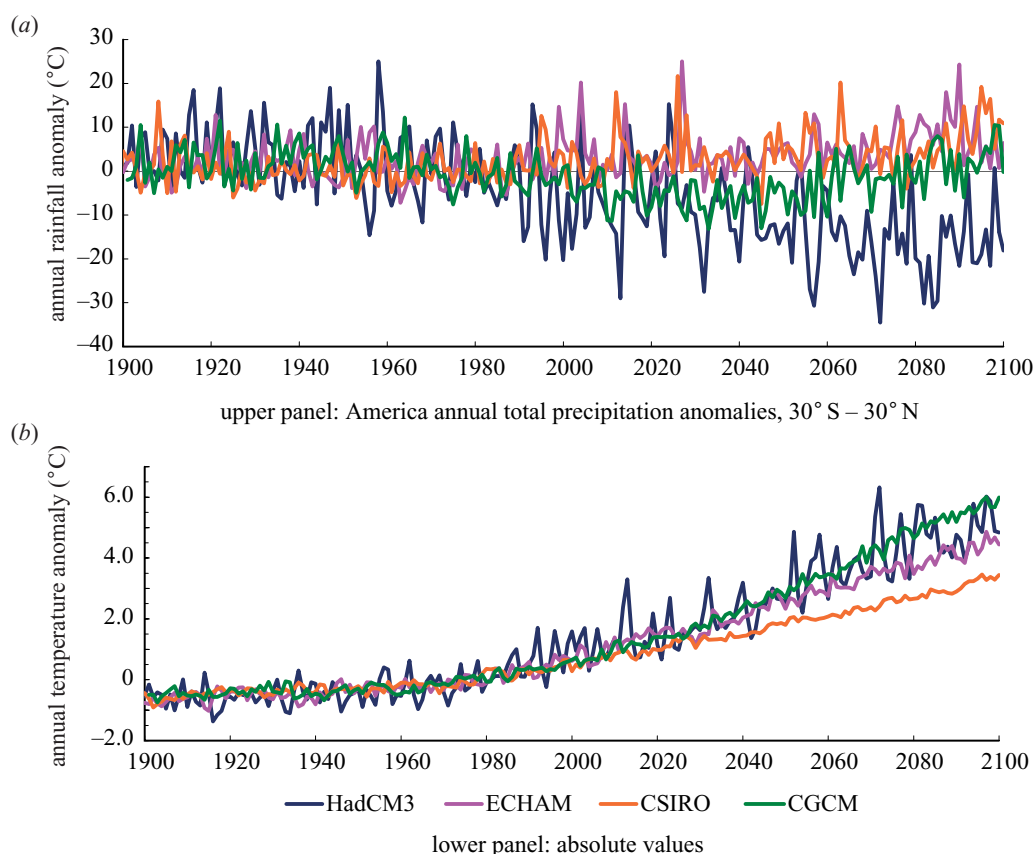 (a)
annual rainfall anomaly (°C)
30
20
10
0
–10
–20
–30
–40
1900 1920 1940 1960 1980 2000 2020 2040 2060 2080 2100
upper panel: America annual total precipitation anomalies, 30° S – 30° N
(b)
annual temperature anomaly (°C)
6.0
4.0
2.0
0
–2.0
1900 1920 1940 1960 1980 2000 2020 2040 2060 2080 2100
HadCM3 ECHAM CSIRO CGCM
lower panel: absolute values